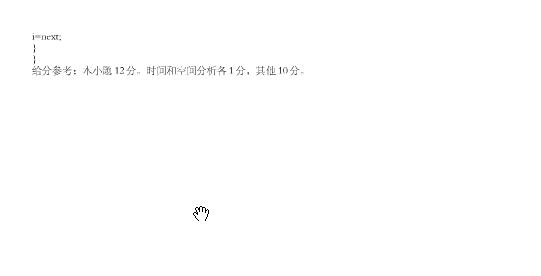 i=next;
}
}
给分参考：本小题 12 分。时间和空间分析各 1 分，其他 10 分。